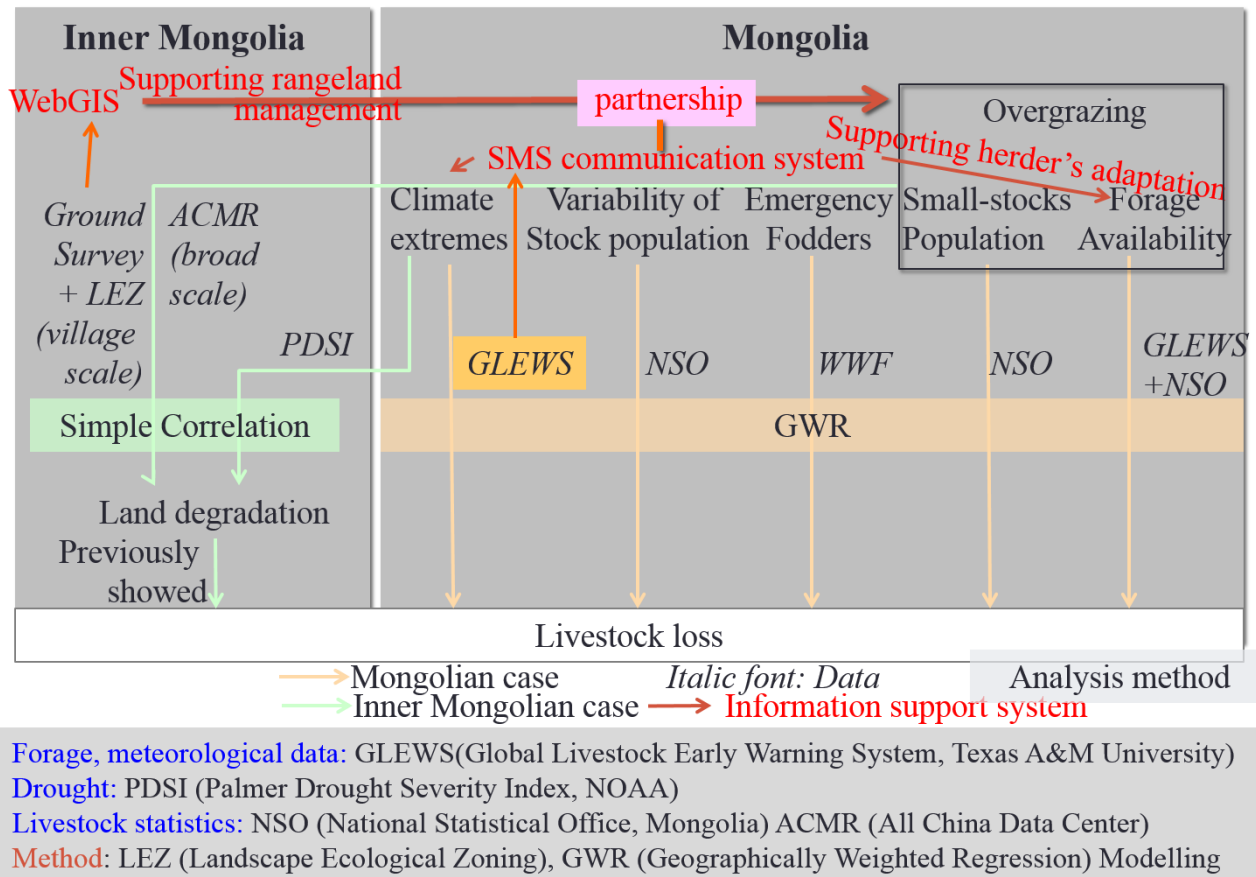 Inner Mongolia
Mongolia
WebGIS
Supporting rangeland
management
partnership
Overgrazing
SMS communication system
Supporting herder's adaptation
Ground
Survey
+ LEZ
(village
scale)
ACMR
(broad
scale)
Climate
extremes
Variability of
Stock population
Emergency
Fodders
Small-stocks
Population
Forage
Availability
PDSI
GLEWS
NSO
WWF
NSO
GLEWS
+NSO
Simple Correlation
GWR
Land degradation
Previously
showed
Livestock loss
Mongolian case
Italic font: Data
Analysis method
Inner Mongolian case
Information support system
Forage, meteorological data: GLEWS(Global Livestock Early Warning System, Texas A&M University)
Drought: PDSI (Palmer Drought Severity Index, NOAA)
Livestock statistics: NSO (National Statistical Office, Mongolia) ACMR (All China Data Center)
Method: LEZ (Landscape Ecological Zoning), GWR (Geographically Weighted Regression) Modelling